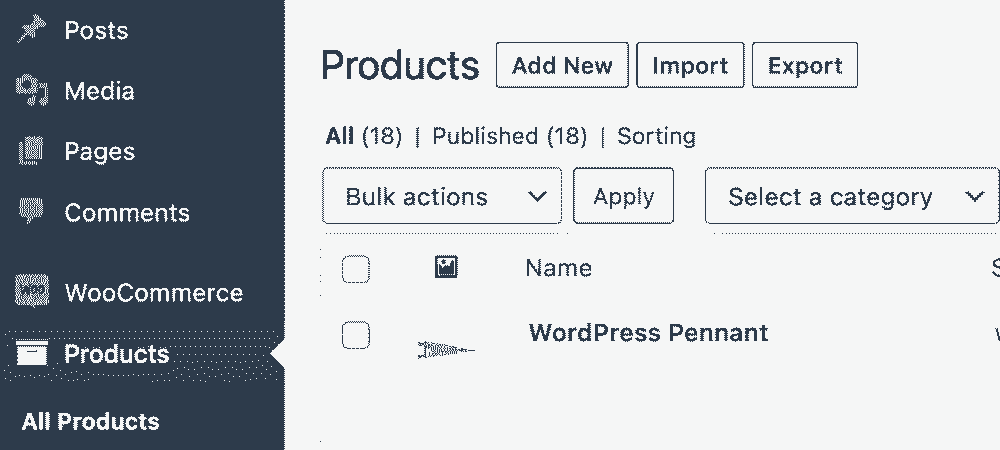 Posts
Media
Pages
Comments
WooCommerce
Products
All Products
Products Add New Import Export
All (18) | Published (18) | Sorting
Bulk actions Apply Select a category
Name
WordPress Pennant